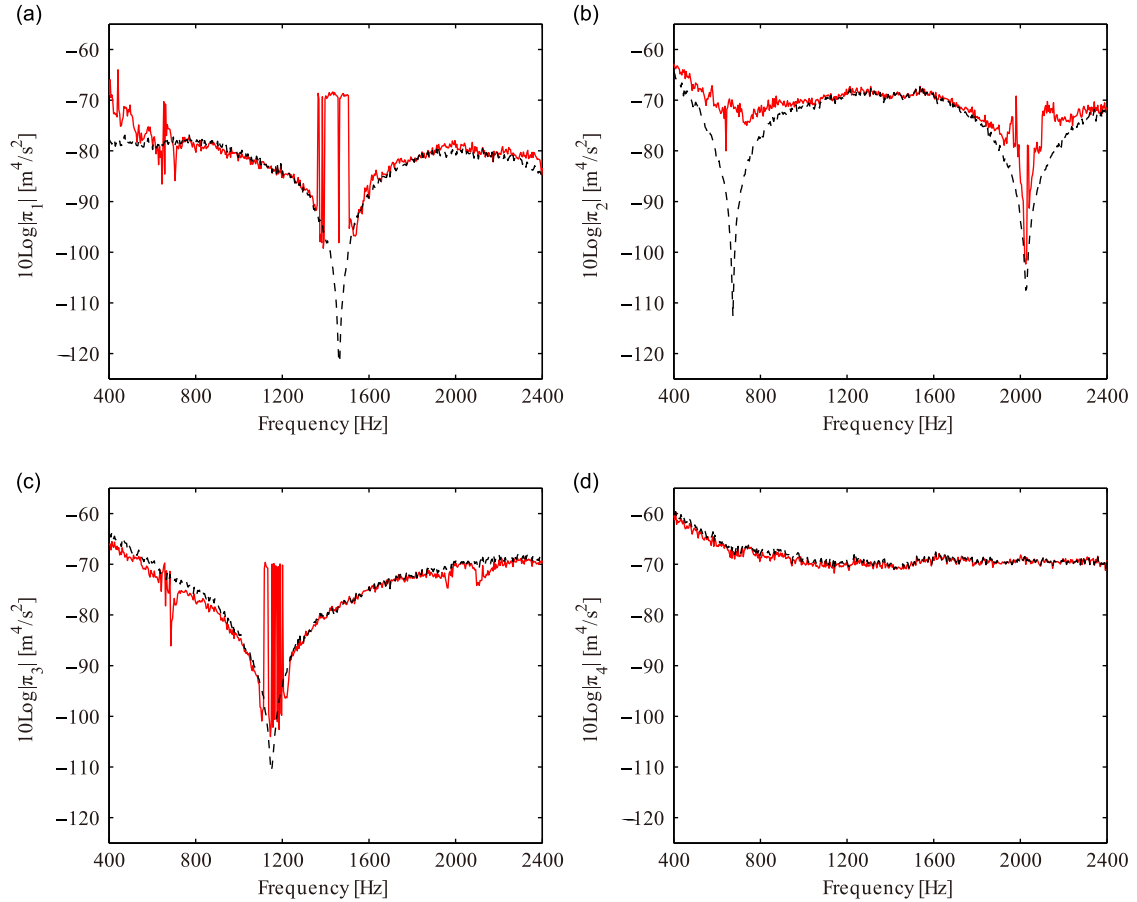 (a)
10Log|π1| [m4/s2]
−60
−70
−80
−90
−100
−110
−120
400 800 1200 1600 2000 2400
Frequency [Hz]
(b)
10Log|π2| [m4/s2]
−60
−70
−80
−90
−100
−110
−120
400 800 1200 1600 2000 2400
Frequency [Hz]
(c)
10Log|π3| [m4/s2]
−60
−70
−80
−90
−100
−110
−120
400 800 1200 1600 2000 2400
Frequency [Hz]
(d)
10Log|π4| [m4/s2]
−60
−70
−80
−90
−100
−110
−120
400 800 1200 1600 2000 2400
Frequency [Hz]